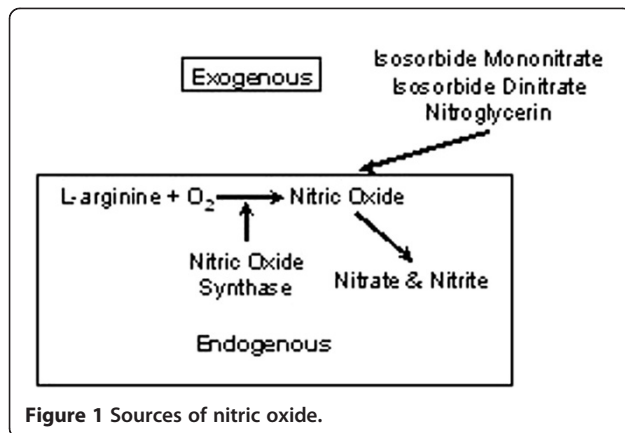 Exogenous
Isosorbide Mononitrate
Isosorbide Dinitrate
Nitroglycerin
L-arginine + O₂
Nitric Oxide
Nitric Oxide
Synthase
Nitrate & Nitrite
Endogenous
Figure 1 Sources of nitric oxide.